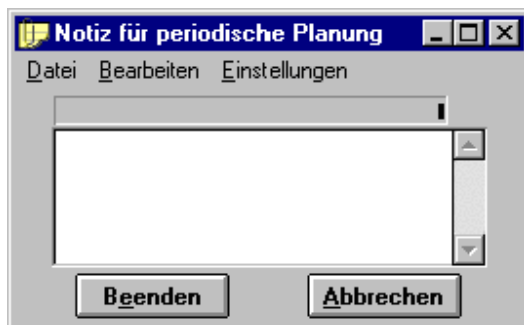 Notiz für periodische Planung
Datei Bearbeiten Einstellungen
Beenden Abbrechen